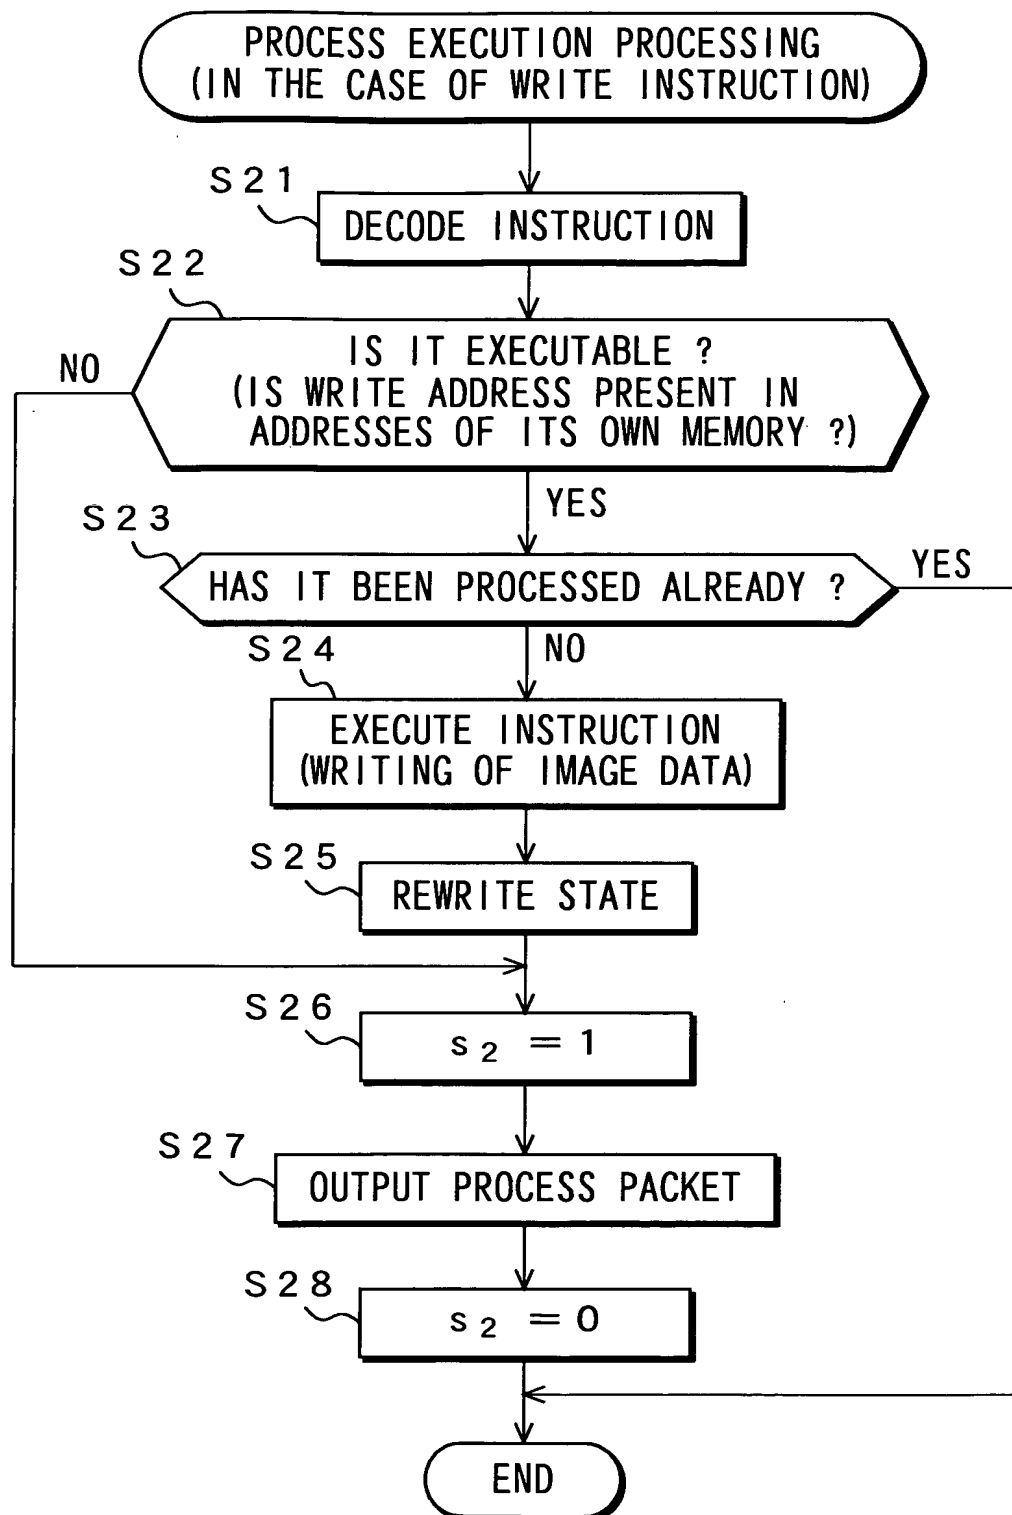 PROCESS EXECUTION PROCESSING
(IN THE CASE OF WRITE INSTRUCTION)
S21
DECODE INSTRUCTION
S22
NO
IS IT EXECUTABLE ?
(IS WRITE ADDRESS PRESENT IN
ADDRESSES OF ITS OWN MEMORY ?)
YES
S23
HAS IT BEEN PROCESSED ALREADY ?
YES
NO
S24
EXECUTE INSTRUCTION
(WRITING OF IMAGE DATA)
S25
REWRITE STATE
S26
s₂ = 1
S27
OUTPUT PROCESS PACKET
S28
s₂ = 0
END